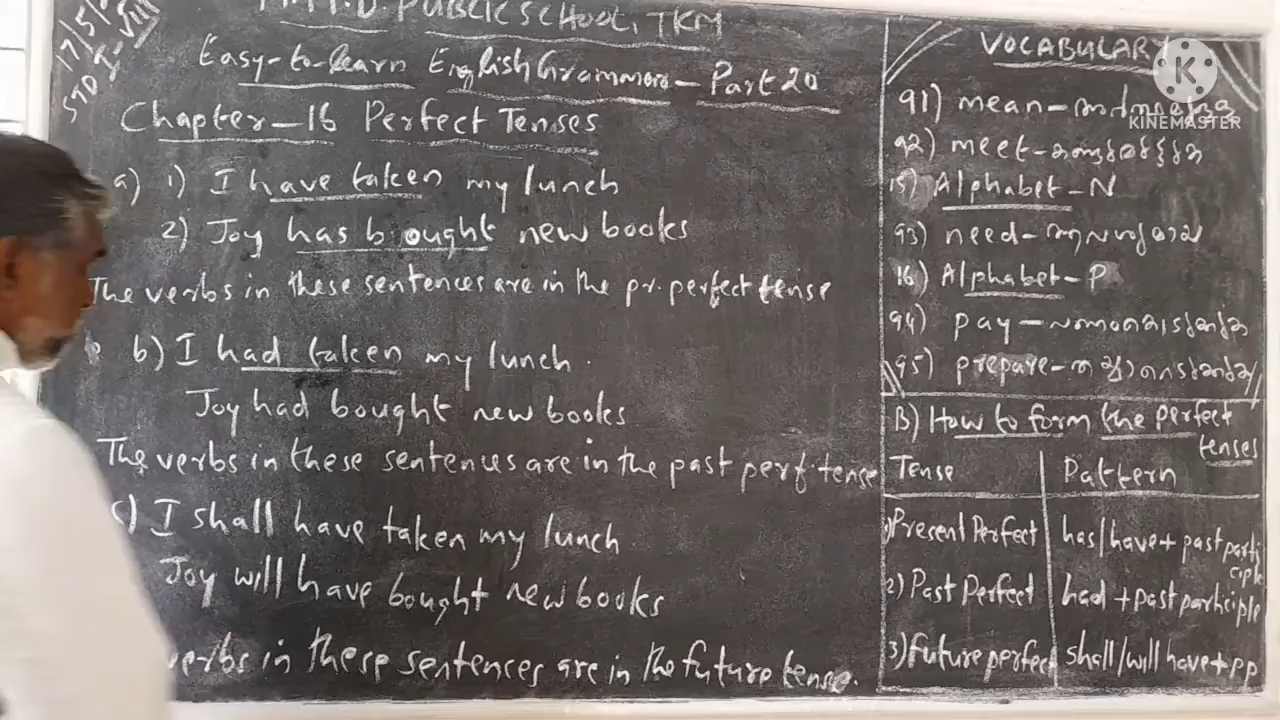 17/5/
STD I-VIII
PUBLIC SCHOOL, TKM
Easy-to-learn English Grammar - Part 20
Chapter-16 Perfect Tenses
a) 1) I have taken my lunch
2) Joy has bought new books
The verbs in these sentences are in the pr. perfect tense
b) I had taken my lunch.
Joy had bought new books
The verbs in these sentences are in the past perf tense
c) I shall have taken my lunch
Joy will have bought new books
verbs in these sentences are in the future tense.
VOCABULARY
91) mean -
KINEMASTER
92) meet -
15) Alphabet - N
93) need -
16) Alphabet - P
94) pay -
95) prepare -
B) How to form the perfect
tenses
Tense Pattern
1) Present Perfect has/have + past parti
ciple
2) Past Perfect had + past participle
3) Future perfect shall/will have + pp